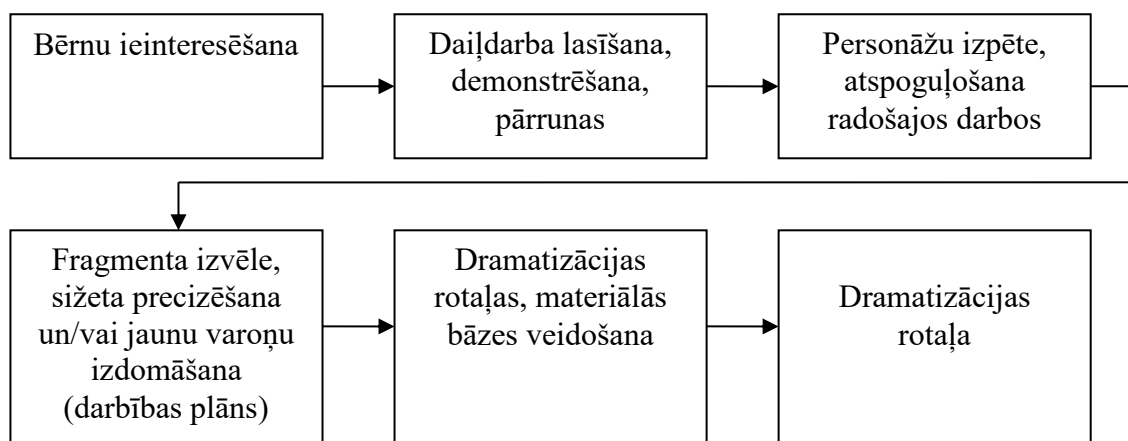 Bērnu ieinteresēšana
Daiļdarba lasīšana,
demonstrēšana,
pārrunas
Personāžu izpēte,
atspoguļošana
radošajos darbos
Fragmenta izvēle,
sižeta precizēšana
un/vai jaunu varoņu
izdomāšana
(darbības plāns)
Dramatizācijas
rotaļas, materiālās
bāzes veidošana
Dramatizācijas
rotaļa